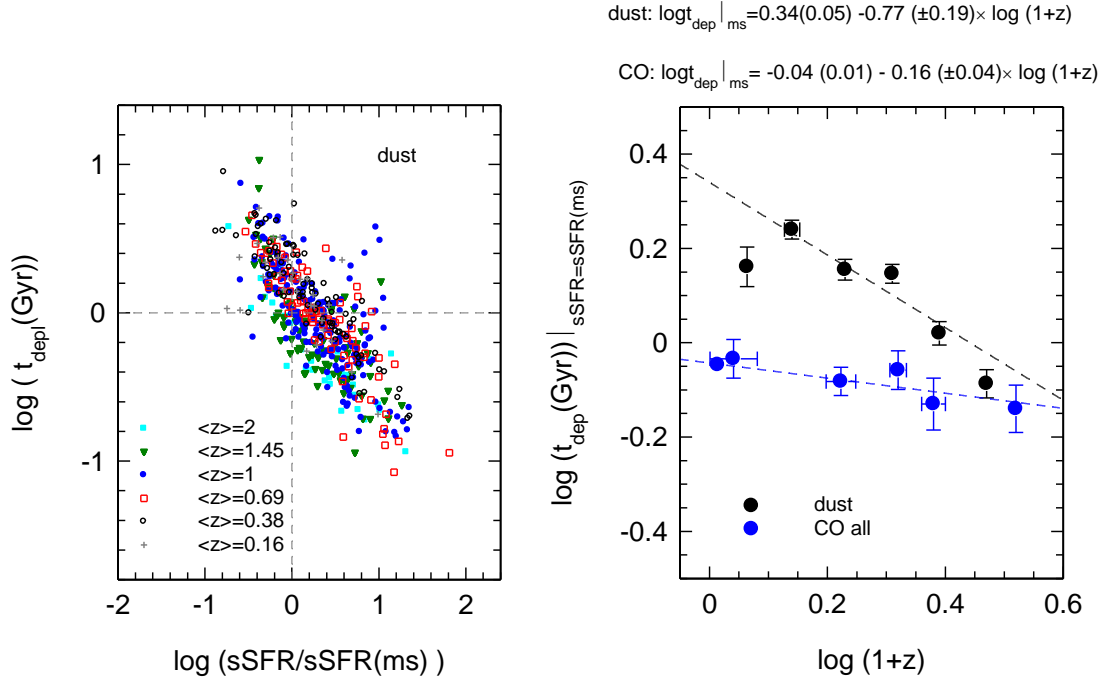 dust: logt_dep|_ms=0.34(0.05) -0.77 (±0.19)× log (1+z)
CO: logt_dep|_ms= -0.04 (0.01) - 0.16 (±0.04)× log (1+z)
log ( t_depl(Gyr))
1
0
-1
dust
<z>=2
<z>=1.45
<z>=1
<z>=0.69
<z>=0.38
<z>=0.16
-2 -1 0 1 2
log (sSFR/sSFR(ms) )
log (t_dep(Gyr))|_sSFR=sSFR(ms)
0.4
0.2
0
-0.2
-0.4
dust
CO all
0 0.2 0.4 0.6
log (1+z)